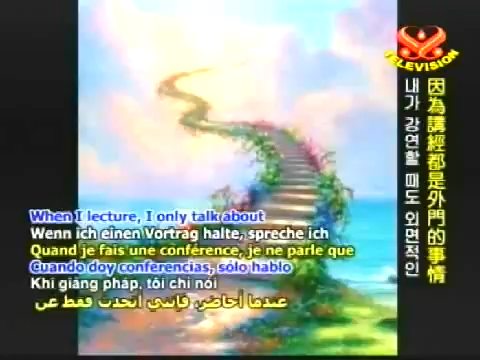 TELEVISION
因為講經都是外門的事情
내가 강연할 때도 외면적인
When I lecture, I only talk about
Wenn ich einen Vortrag halte, spreche ich
Quand je fais une conférence, je ne parle que
Cuando doy conferencias, sólo hablo
Khi giảng pháp, tôi chỉ nói
عندما أحاضر، فإنني أتحدث فقط عن